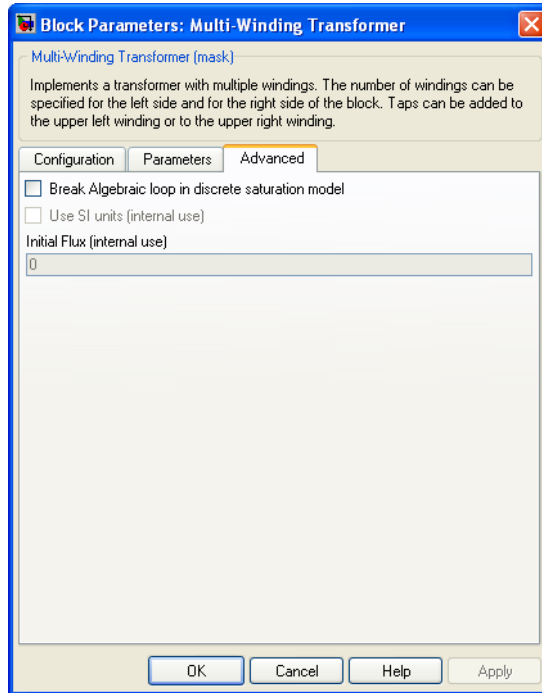 Block Parameters: Multi-Winding Transformer
Multi-Winding Transformer (mask)
Implements a transformer with multiple windings. The number of windings can be
specified for the left side and for the right side of the block. Taps can be added to
the upper left winding or to the upper right winding.
Configuration Parameters Advanced
Break Algebraic loop in discrete saturation model
Use SI units (internal use)
Initial Flux (internal use)
0
OK Cancel Help Apply